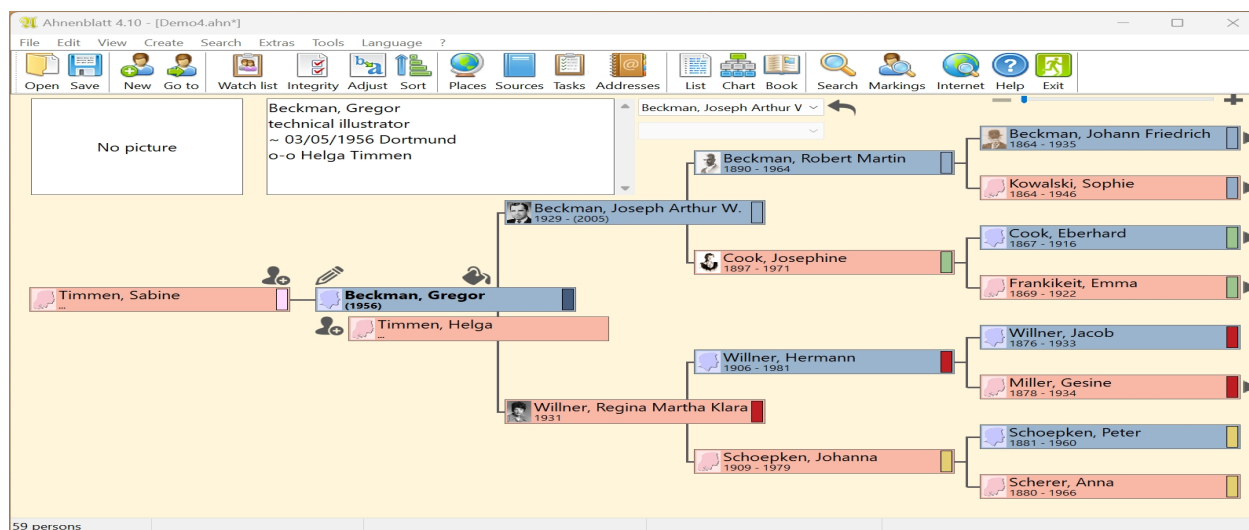 Ahnenblatt 4.10 - [Demo4.ahn*]
File Edit View Create Search Extras Tools Language ?
Open Save New Go to Watch list Integrity Adjust Sort Places Sources Tasks Addresses List Chart Book Search Markings Internet Help Exit
No picture
Beckman, Gregor
technical illustrator
~ 03/05/1956 Dortmund
o-o Helga Timmen
Beckman, Joseph Arthur V
Timmen, Sabine
...
Beckman, Gregor
(1956)
Timmen, Helga
...
Beckman, Joseph Arthur W.
1929 - (2005)
Willner, Regina Martha Klara
1931
Beckman, Robert Martin
1890 - 1964
Cook, Josephine
1897 - 1971
Willner, Hermann
1906 - 1981
Schoepken, Johanna
1909 - 1979
Beckman, Johann Friedrich
1864 - 1935
Kowalski, Sophie
1864 - 1946
Cook, Eberhard
1867 - 1916
Frankikeit, Emma
1869 - 1922
Willner, Jacob
1876 - 1933
Miller, Gesine
1878 - 1934
Schoepken, Peter
1881 - 1960
Scherer, Anna
1880 - 1966
59 persons